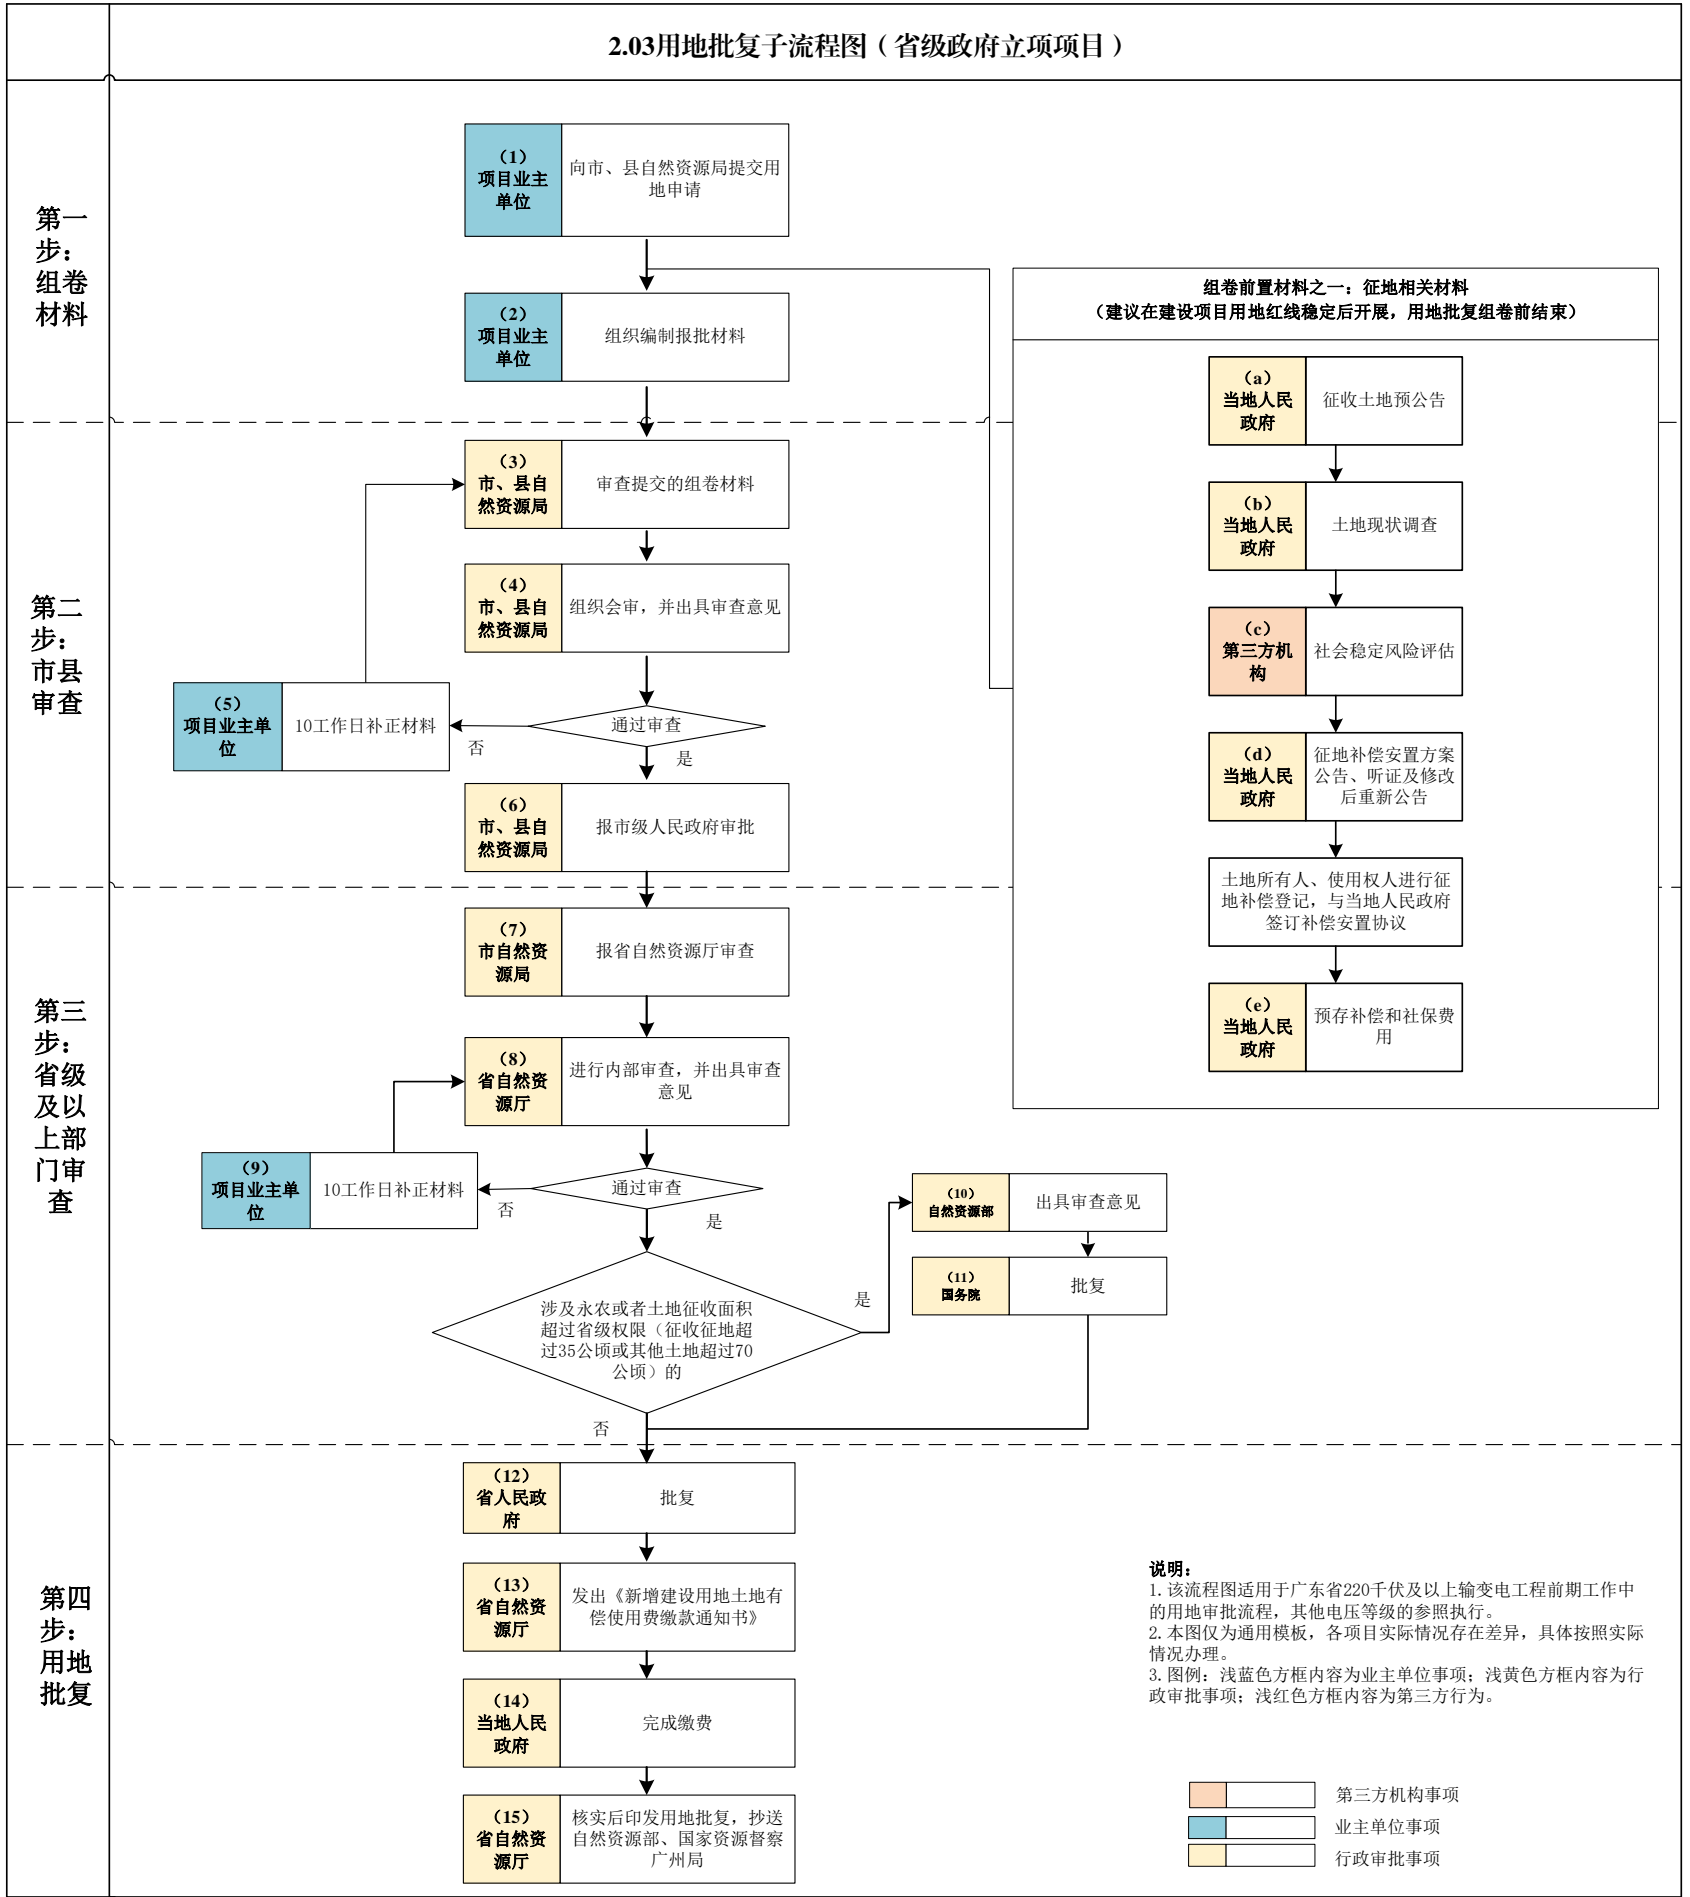 2.03用地批复子流程图（省级政府立项项目）
第一
步：
组卷
材料
（1）
项目业主
单位
向市、县自然资源局提交用
地申请
（2）
项目业主
单位
组织编制报批材料
组卷前置材料之一：征地相关材料
（建议在建设项目用地红线稳定后开展，用地批复组卷前结束）
（a）
当地人民
政府
征收土地预公告
（b）
当地人民
政府
土地现状调查
（c）
第三方机
构
社会稳定风险评估
（d）
当地人民
政府
征地补偿安置方案
公告、听证及修改
后重新公告
土地所有人、使用权人进行征
地补偿登记，与当地人民政府
签订补偿安置协议
（e）
当地人民
政府
预存补偿和社保费
用
第二
步：
市县
审查
（3）
市、县自
然资源局
审查提交的组卷材料
（4）
市、县自
然资源局
组织会审，并出具审查意见
（5）
项目业主单
位
10工作日补正材料
否
通过审查
是
（6）
市、县自
然资源局
报市级人民政府审批
第三
步：
省级
及以
上部
门审
查
（7）
市自然资
源局
报省自然资源厅审查
（8）
省自然资
源厅
进行内部审查，并出具审查
意见
（9）
项目业主单
位
10工作日补正材料
否
通过审查
是
（10）
自然资源部
出具审查意见
（11）
国务院
批复
涉及永农或者土地征收面积
超过省级权限（征收征地超
过35公顷或其他土地超过70
公顷）的
是
否
第四
步：
用地
批复
（12）
省人民政
府
批复
（13）
省自然资
源厅
发出《新增建设用地土地有
偿使用费缴款通知书》
（14）
当地人民
政府
完成缴费
（15）
省自然资
源厅
核实后印发用地批复，抄送
自然资源部、国家资源督察
广州局
说明：
1.该流程图适用于广东省220千伏及以上输变电工程前期工作中
的用地审批流程，其他电压等级的参照执行。
2.本图仅为通用模板，各项目实际情况存在差异，具体按照实际
情况办理。
3.图例：浅蓝色方框内容为业主单位事项；浅黄色方框内容为行
政审批事项；浅红色方框内容为第三方行为。
第三方机构事项
业主单位事项
行政审批事项